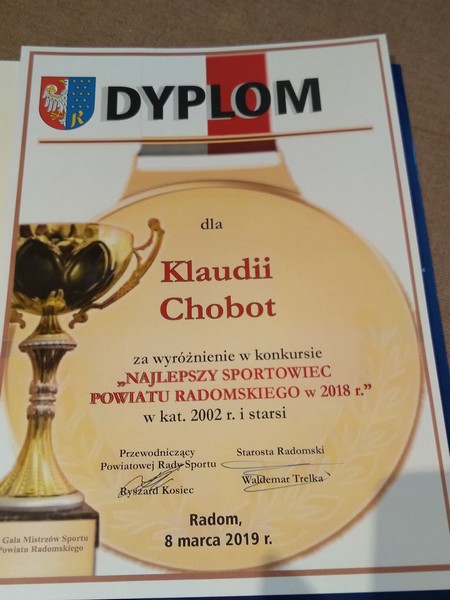 DYPLOM
dla
Klaudii
Chobot
za wyróżnienie w konkursie
„NAJLEPSZY SPORTOWIEC
POWIATU RADOMSKIEGO w 2018 r.”
w kat. 2002 r. i starsi
Przewodniczący
Powiatowej Rady Sportu
Ryszard Kosiec
Starosta Radomski
Waldemar Trelka
Radom,
8 marca 2019 r.
Gala Mistrzów Sportu
Powiatu Radomskiego
R